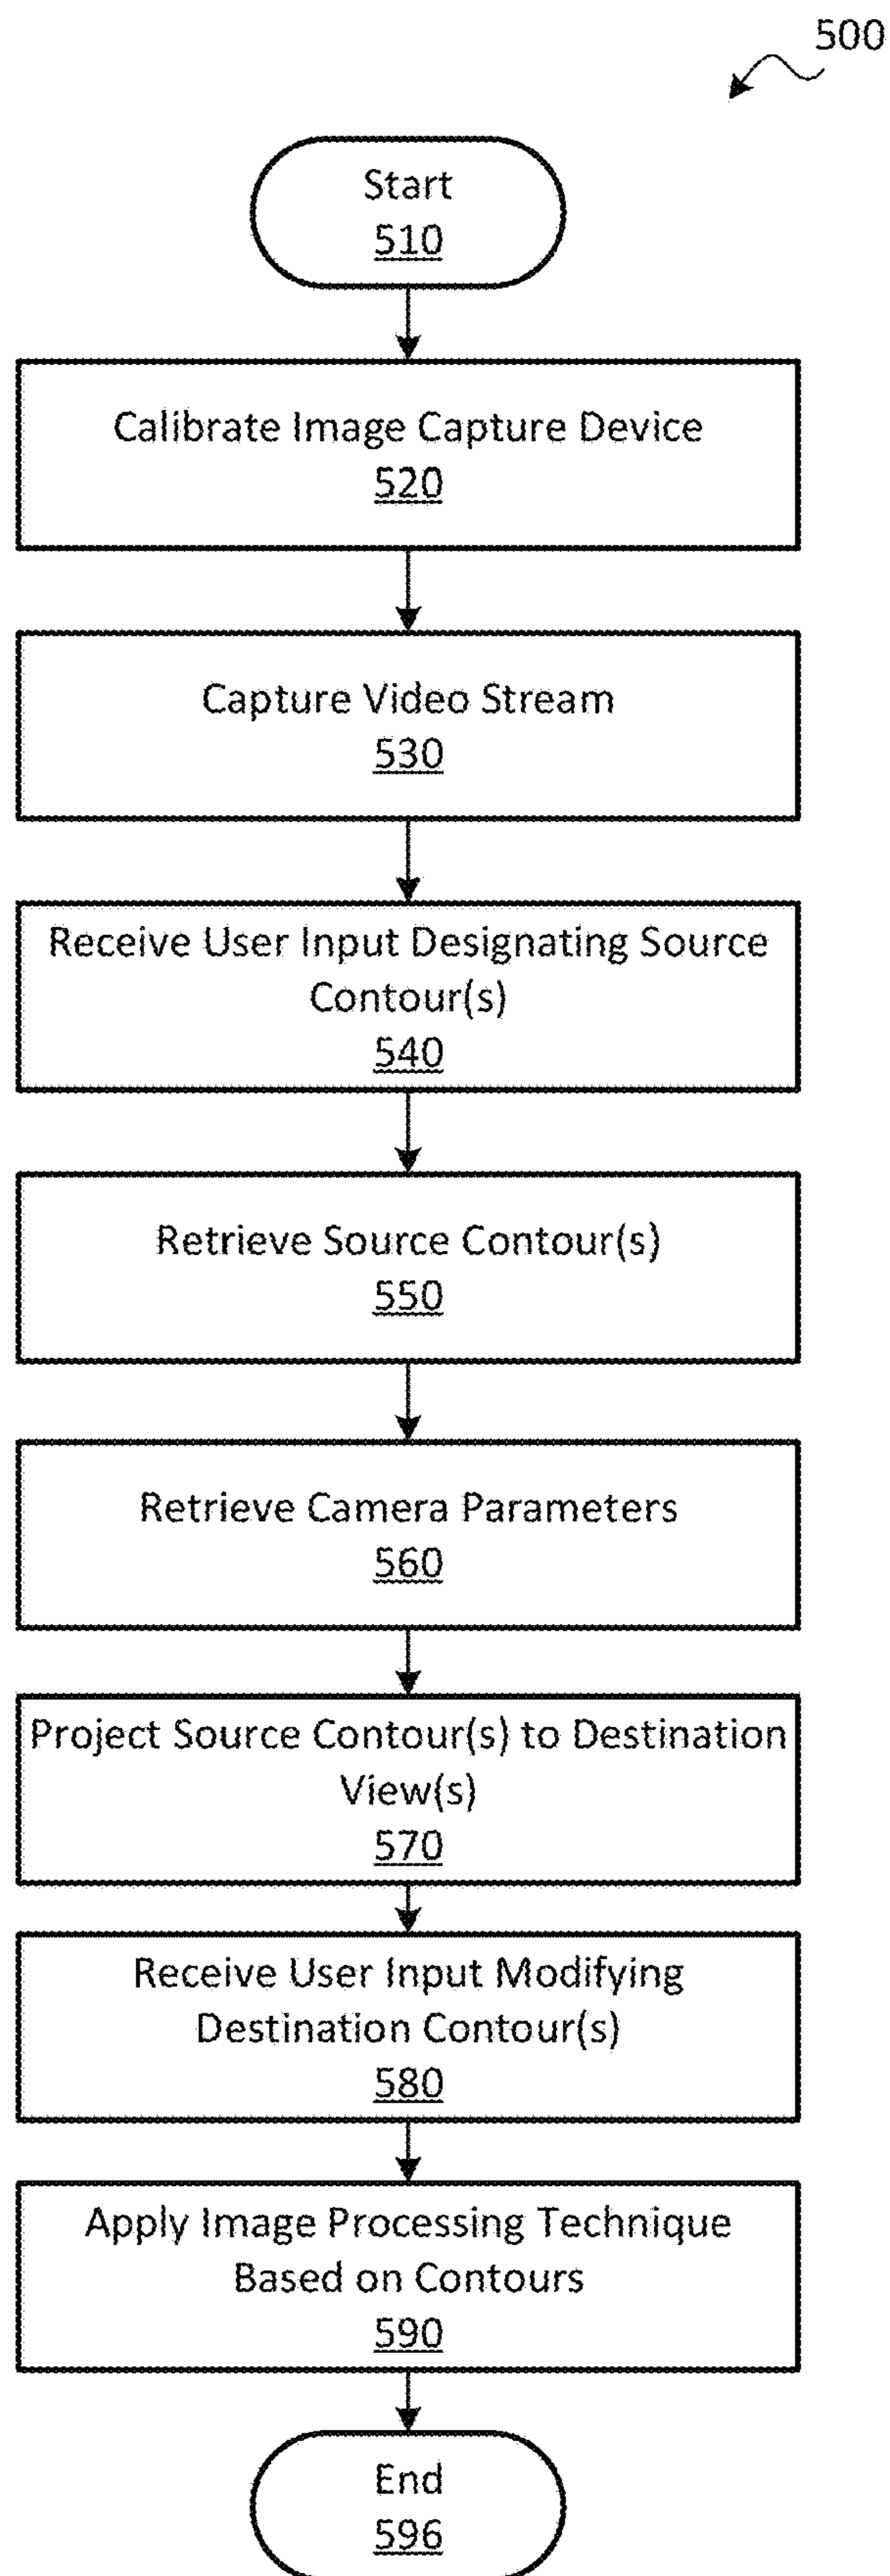 500
Start
510
Calibrate Image Capture Device
520
Capture Video Stream
530
Receive User Input Designating Source
Contour(s)
540
Retrieve Source Contour(s)
550
Retrieve Camera Parameters
560
Project Source Contour(s) to Destination
View(s)
570
Receive User Input Modifying
Destination Contour(s)
580
Apply Image Processing Technique
Based on Contours
590
End
596